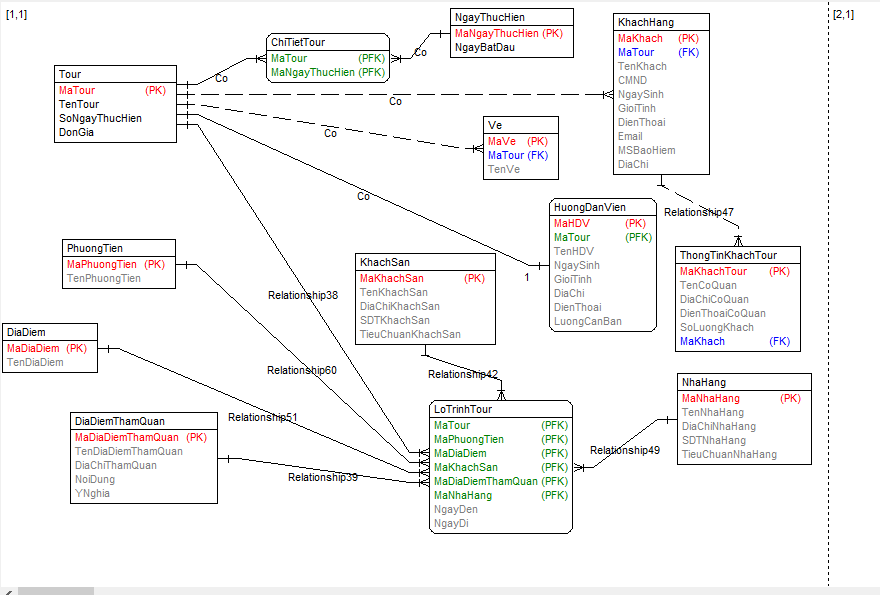 [1,1]
[2,1]
NgayThucHien
MaNgayThucHien (PK)
NgayBatDau
KhachHang
MaKhach (PK)
MaTour (FK)
TenKhach
CMND
NgaySinh
GioiTinh
DienThoai
Email
MSBaoHiem
DiaChi
ChiTietTour
MaTour (PFK)
MaNgayThucHien (PFK)
Co
Co
Tour
MaTour (PK)
TenTour
SoNgayThucHien
DonGia
Co
Co
Ve
MaVe (PK)
MaTour (FK)
TenVe
Co
HuongDanVien
MaHDV (PK)
MaTour (PFK)
TenHDV
NgaySinh
GioiTinh
DiaChi
DienThoai
LuongCanBan
1
Relationship47
ThongTinKhachTour
MaKhachTour (PK)
TenCoQuan
DiaChiCoQuan
DienThoaiCoQuan
SoLuongKhach
MaKhach (FK)
PhuongTien
MaPhuongTien (PK)
TenPhuongTien
KhachSan
MaKhachSan (PK)
TenKhachSan
DiaChiKhachSan
SDTKhachSan
TieuChuanKhachSan
Relationship38
DiaDiem
MaDiaDiem (PK)
TenDiaDiem
Relationship60
Relationship42
NhaHang
MaNhaHang (PK)
TenNhaHang
DiaChiNhaHang
SDTNhaHang
TieuChuanNhaHang
DiaDiemThamQuan
MaDiaDiemThamQuan (PK)
TenDiaDiemThamQuan
DiaChiThamQuan
NoiDung
YNghia
Relationship51
Relationship39
LoTrinhTour
MaTour (PFK)
MaPhuongTien (PFK)
MaDiaDiem (PFK)
MaKhachSan (PFK)
MaDiaDiemThamQuan (PFK)
MaNhaHang (PFK)
NgayDen
NgayDi
Relationship49